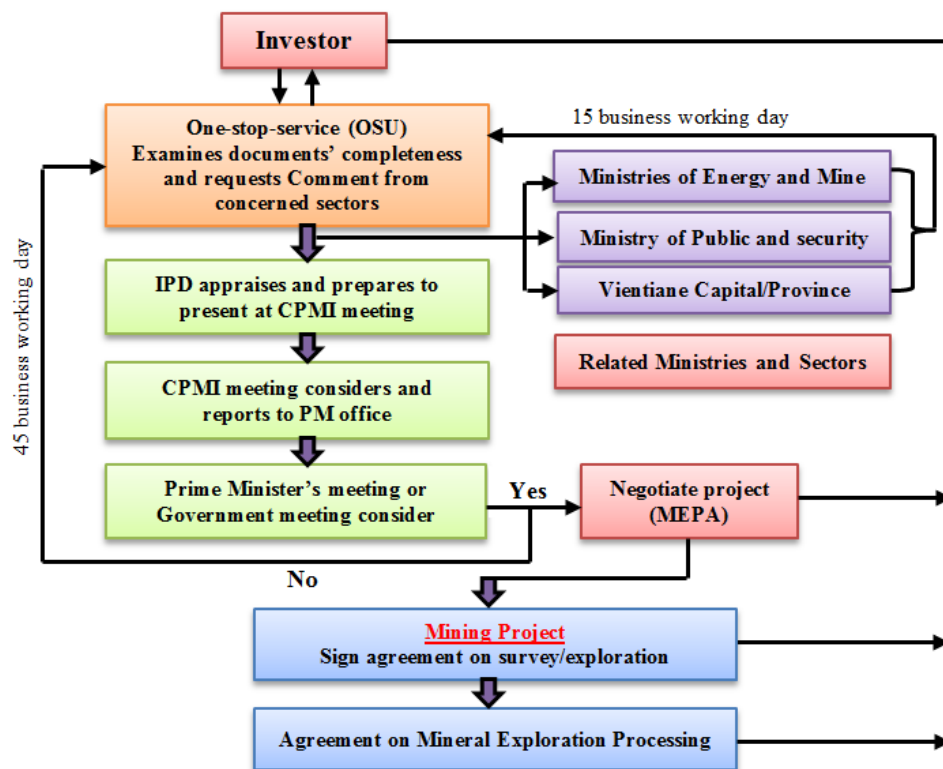 Investor
One-stop-service (OSU)
Examines documents' completeness
and requests Comment from
concerned sectors
15 business working day
Ministries of Energy and Mine
Ministry of Public and security
Vientiane Capital/Province
Related Ministries and Sectors
45 business working day
IPD appraises and prepares to
present at CPMI meeting
CPMI meeting considers and
reports to PM office
Prime Minister's meeting or
Government meeting consider
Yes
No
Negotiate project
(MEPA)
Mining Project
Sign agreement on survey/exploration
Agreement on Mineral Exploration Processing